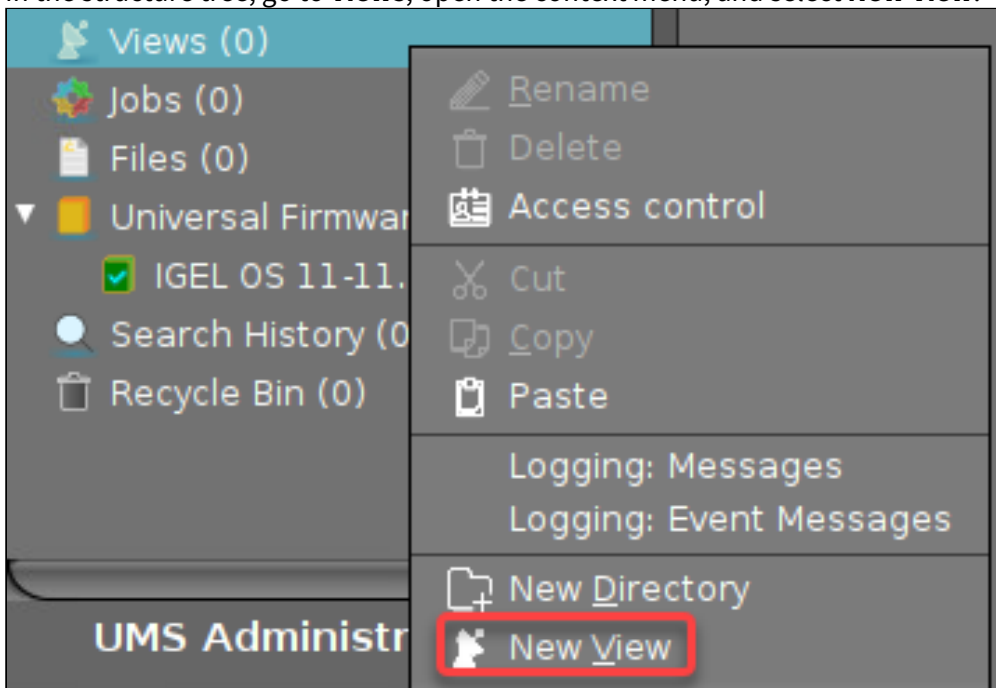 Views (0)
Jobs (0)
Files (0)
Universal Firmwar
IGEL OS 11-11.
Search History (0
Recycle Bin (0)
UMS Administr
Rename
Delete
Access control
Cut
Copy
Paste
Logging: Messages
Logging: Event Messages
New Directory
New View